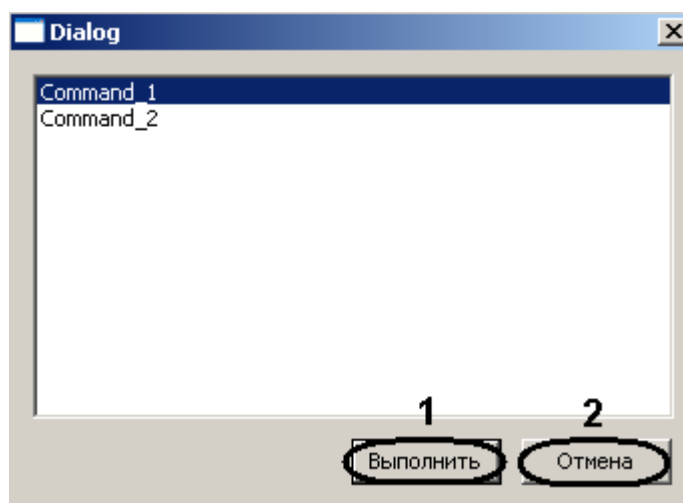 Dialog
Command_1
Command_2
1 2
Выполнить Отмена